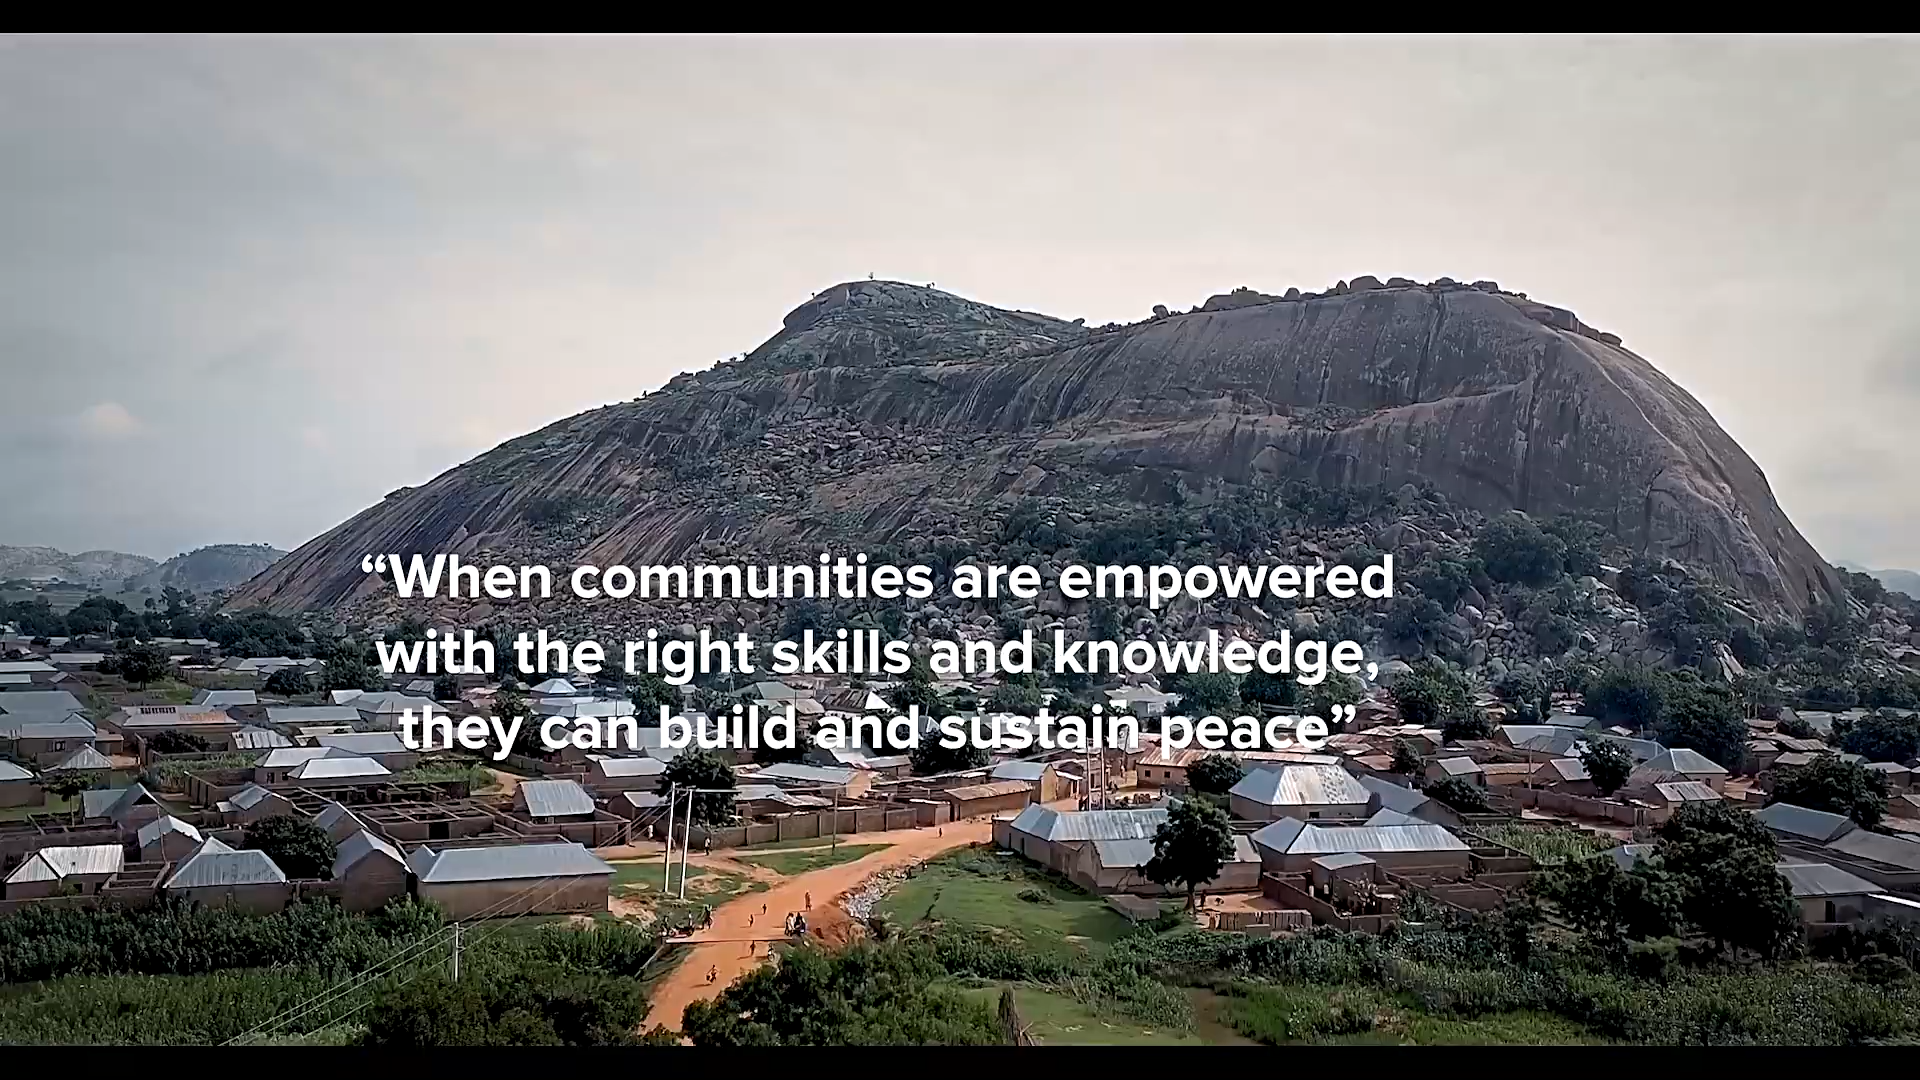 “When communities are empowered
with the right skills and knowledge,
they can build and sustain peace”